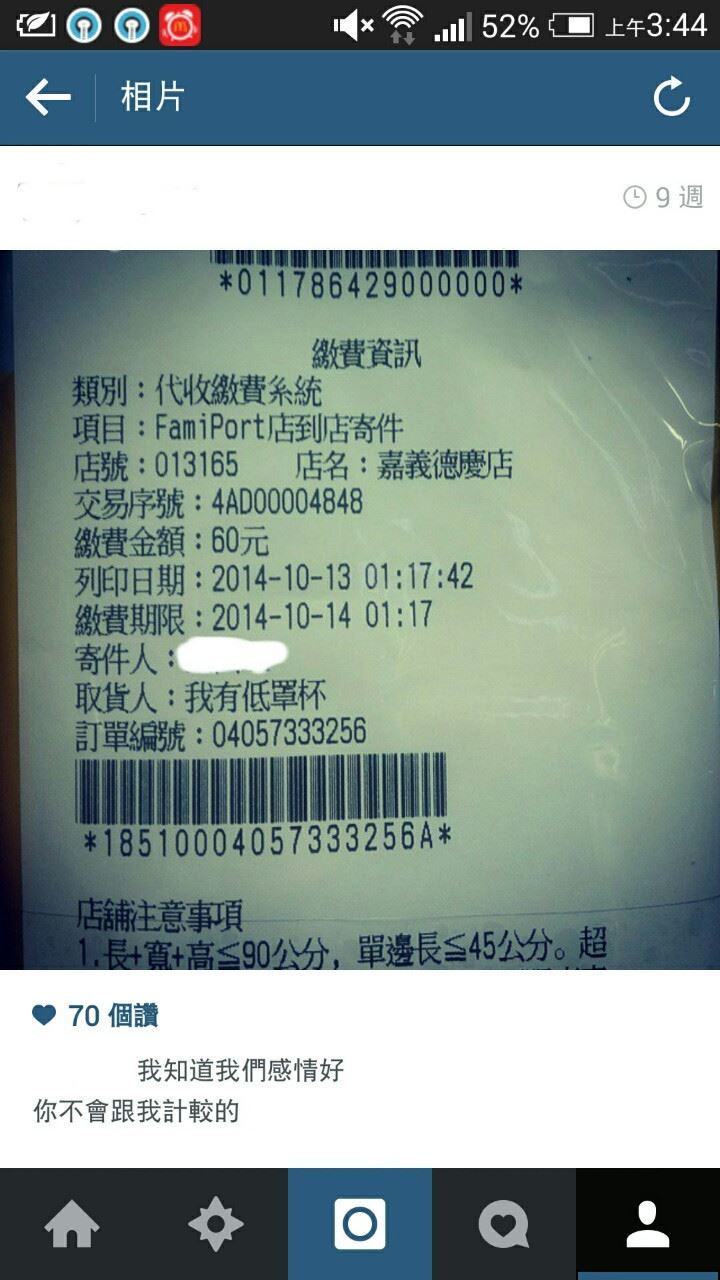 52% 上午3:44
相片
9 週
*011786429000000*
繳費資訊
類別：代收繳費系統
項目：FamiPort店到店寄件
店號：013165 店名：嘉義德慶店
交易序號：4AD00004848
繳費金額：60元
列印日期：2014-10-13 01:17:42
繳費期限：2014-10-14 01:17
寄件人：
取貨人：我有低罩杯
訂單編號：04057333256
*18510004057333256A*
店舖注意事項
1.長+寬+高≦90公分，單邊長≦45公分。超
70 個讚
我知道我們感情好
你不會跟我計較的